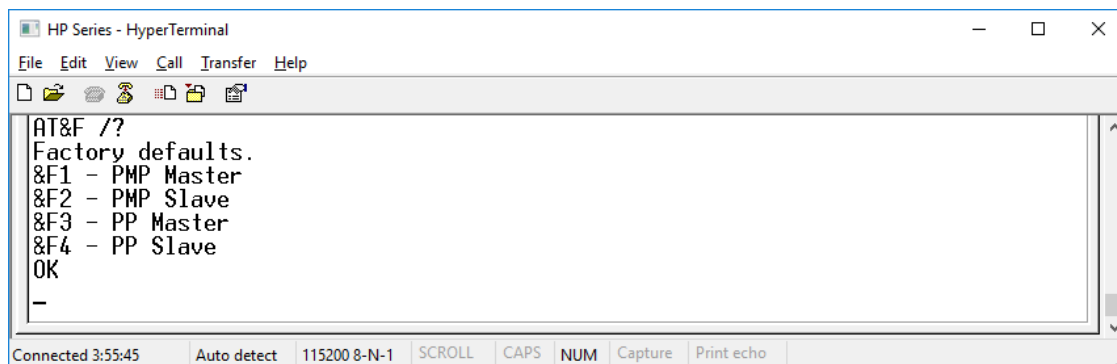 HP Series - HyperTerminal
File Edit View Call Transfer Help
AT&F /?
Factory defaults.
&F1 - PMP Master
&F2 - PMP Slave
&F3 - PP Master
&F4 - PP Slave
OK
_
Connected 3:55:45 Auto detect 115200 8-N-1 SCROLL CAPS NUM Capture Print echo